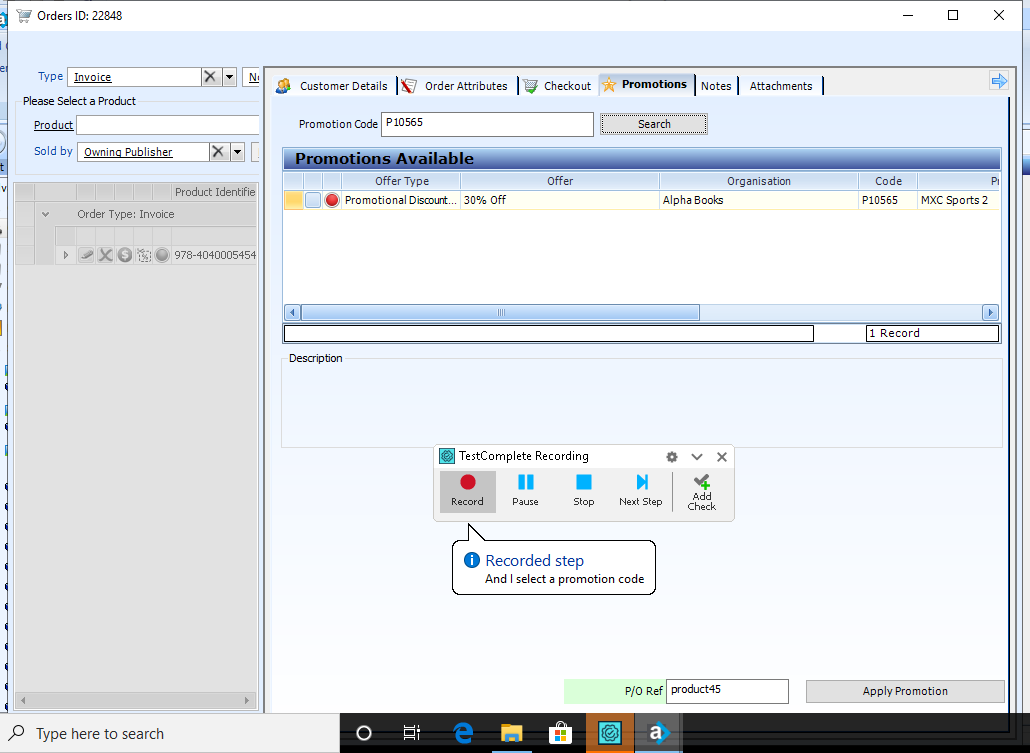 Orders ID: 22848
Type Invoice
Please Select a Product
Product
Sold by Owning Publisher
Product Identifie
Order Type: Invoice
978-4040005454
Customer Details Order Attributes Checkout Promotions Notes Attachments
Promotion Code P10565 Search
Promotions Available
Offer Type Offer Organisation Code
Promotional Discount... 30% Off Alpha Books P10565 MXC Sports 2
1 Record
Description
TestComplete Recording
Record Pause Stop Next Step Add Check
Recorded step
And I select a promotion code
P/O Ref product45 Apply Promotion
Type here to search